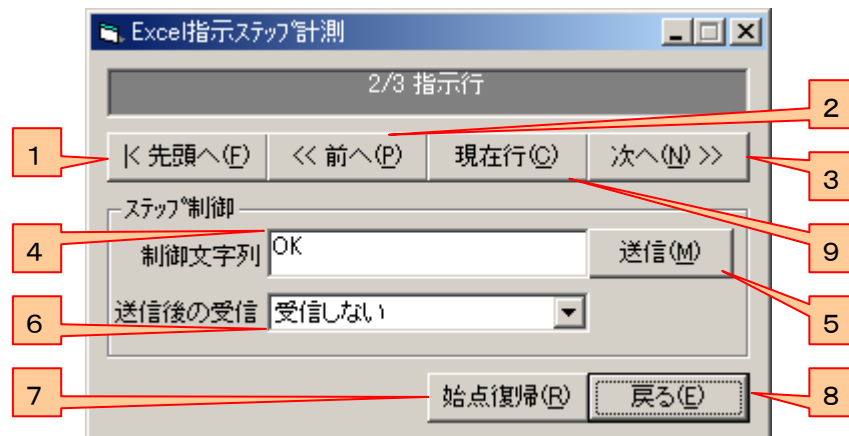 Excel指示ステップ計測
2/3 指示行
2
1
|< 先頭へ(F)
<< 前へ(P)
現在行(C)
次へ(N) >>
3
ステップ制御
4
制御文字列
OK
送信(M)
9
6
送信後の受信
受信しない
5
7
始点復帰(R)
戻る(E)
8